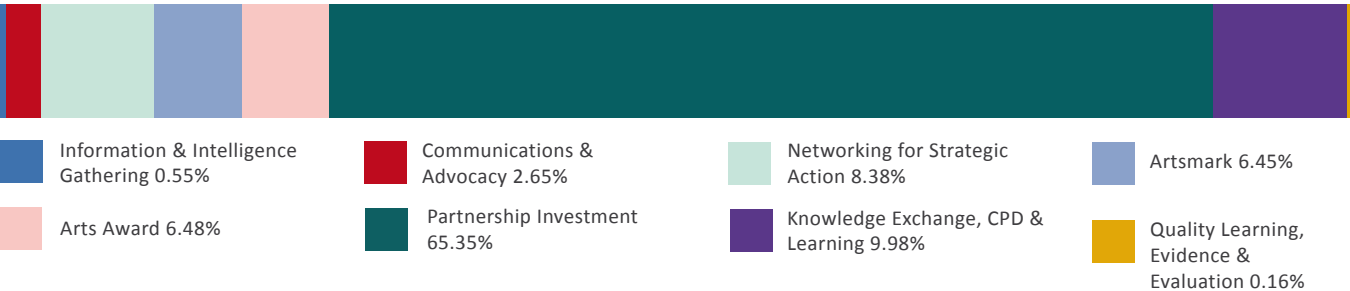 Information & Intelligence
Gathering 0.55%
Communications &
Advocacy 2.65%
Networking for Strategic
Action 8.38%
Artsmark 6.45%
Arts Award 6.48%
Partnership Investment
65.35%
Knowledge Exchange, CPD &
Learning 9.98%
Quality Learning,
Evidence &
Evaluation 0.16%